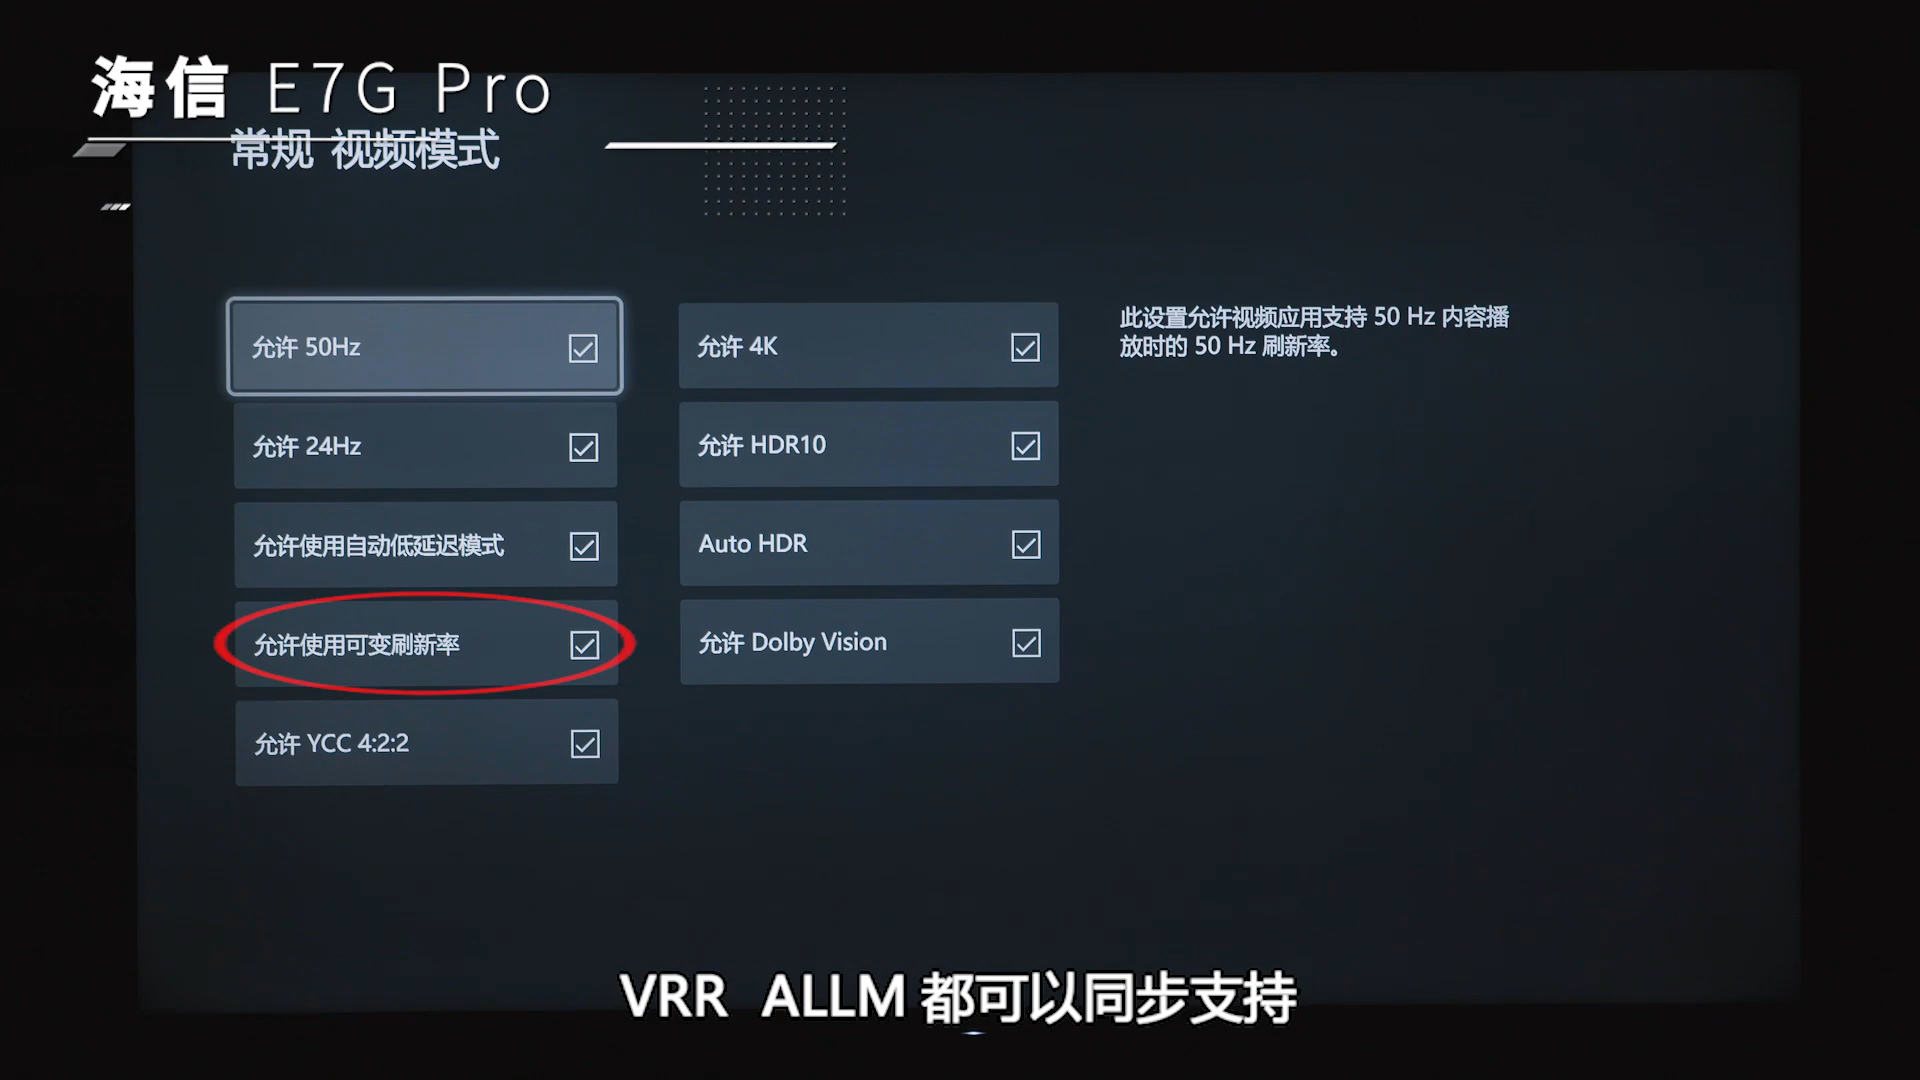 海信 E7G Pro
常规 视频模式
允许 50Hz
允许 24Hz
允许使用自动低延迟模式
允许使用可变刷新率
允许 YCC 4:2:2
允许 4K
允许 HDR10
Auto HDR
允许 Dolby Vision
此设置允许视频应用支持 50 Hz 内容播
放时的 50 Hz 刷新率。
VRR ALLM 都可以同步支持